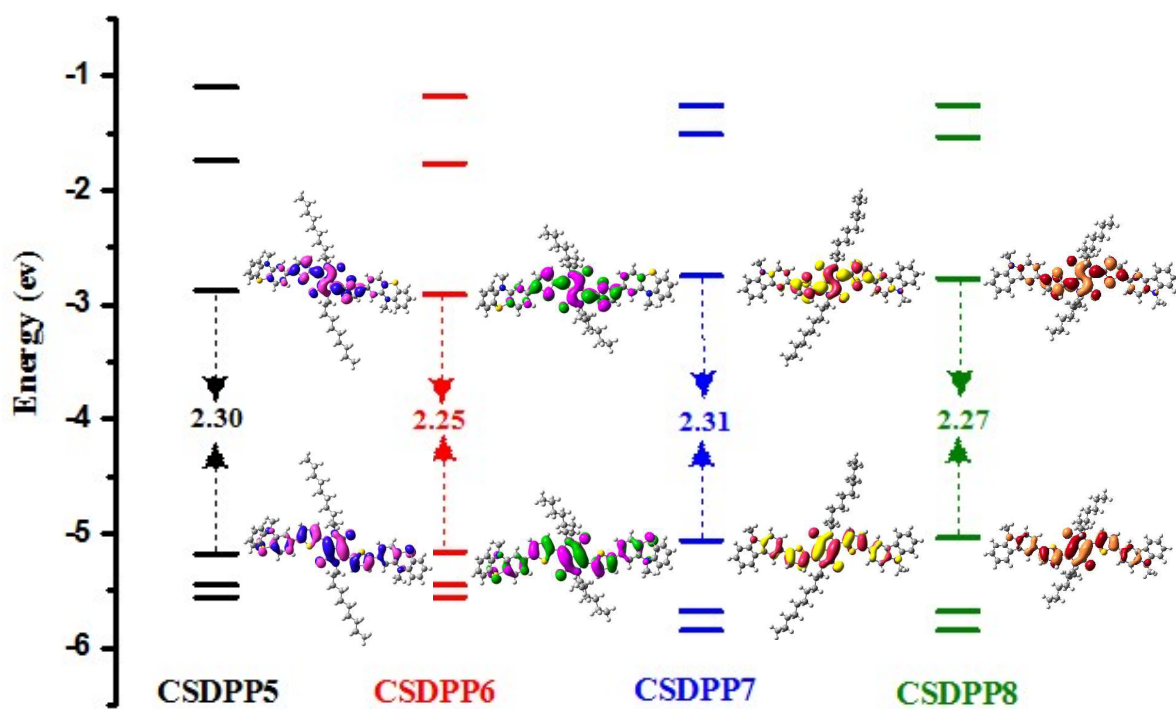 Energy (ev)
-1
-2
-3
-4
-5
-6
2.30
2.25
2.31
2.27
CSDPP5
CSDPP6
CSDPP7
CSDPP8